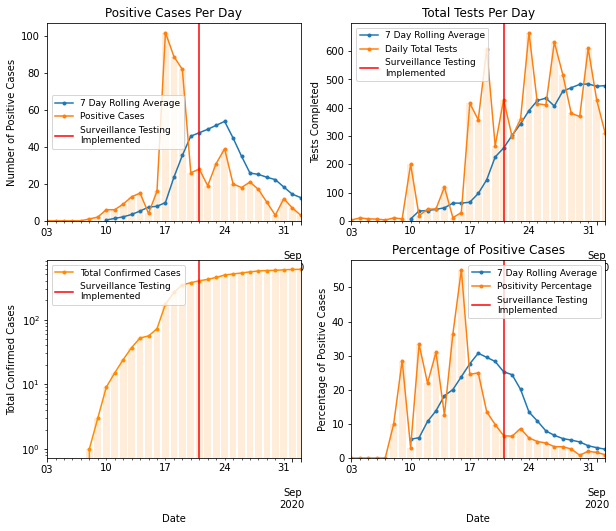 Positive Cases Per Day
Number of Positive Cases
100
80
60
40
20
0
7 Day Rolling Average
Positive Cases
Surveillance Testing
Implemented
03
10
17
24
31
Sep
Total Tests Per Day
Tests Completed
600
500
400
300
200
100
0
7 Day Rolling Average
Daily Total Tests
Surveillance Testing
Implemented
03
10
17
24
31
Sep
Total Confirmed Cases
10²
10¹
10⁰
Total Confirmed Cases
Surveillance Testing
Implemented
03
10
17
24
31
Sep
2020
Date
Percentage of Positive Cases
Percentage of Positive Cases
50
40
30
20
10
0
7 Day Rolling Average
Positivity Percentage
Surveillance Testing
Implemented
03
10
17
24
31
Sep
2020
Date